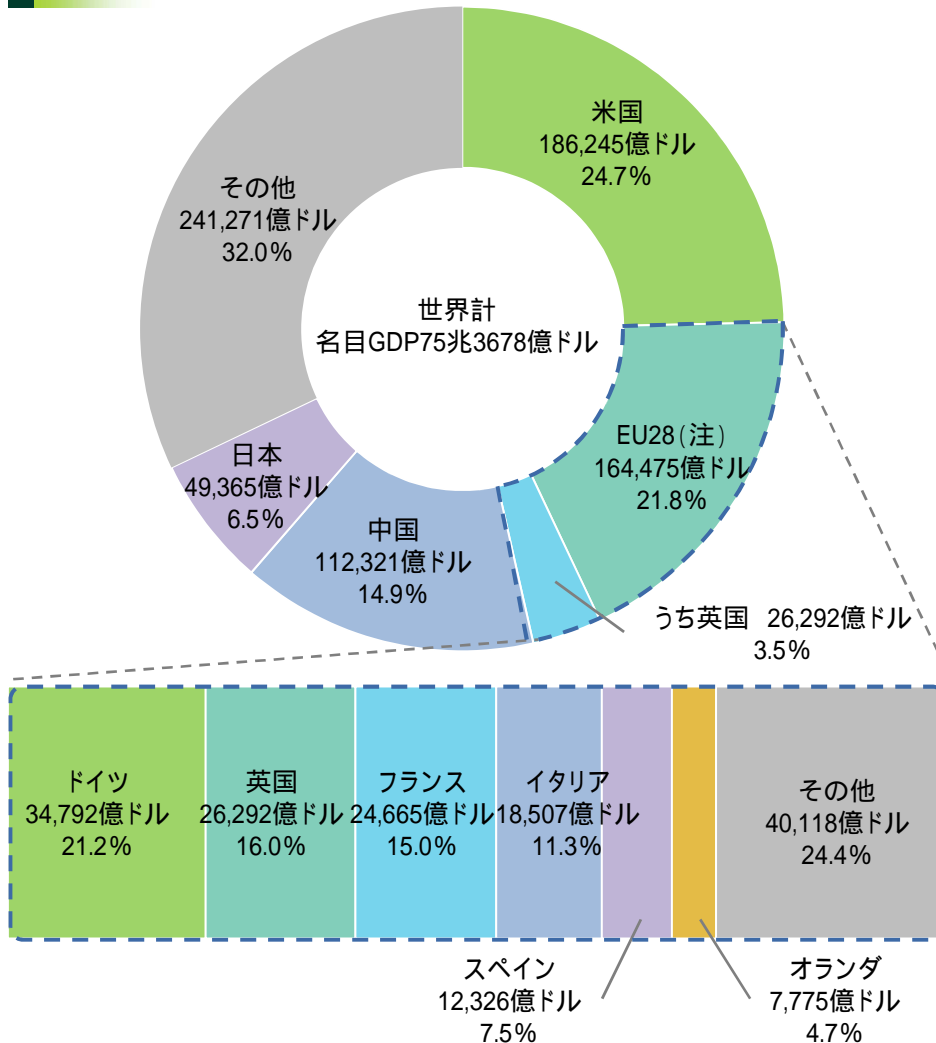 米国
186,245億ドル
24.7%
その他
241,271億ドル
32.0%
世界計
名目GDP75兆3678億ドル
EU28(注)
164,475億ドル
21.8%
日本
49,365億ドル
6.5%
中国
112,321億ドル
14.9%
うち英国 26,292億ドル
3.5%
ドイツ
34,792億ドル
21.2%
英国
26,292億ドル
16.0%
フランス
24,665億ドル
15.0%
イタリア
18,507億ドル
11.3%
その他
40,118億ドル
24.4%
スペイン
12,326億ドル
7.5%
オランダ
7,775億ドル
4.7%